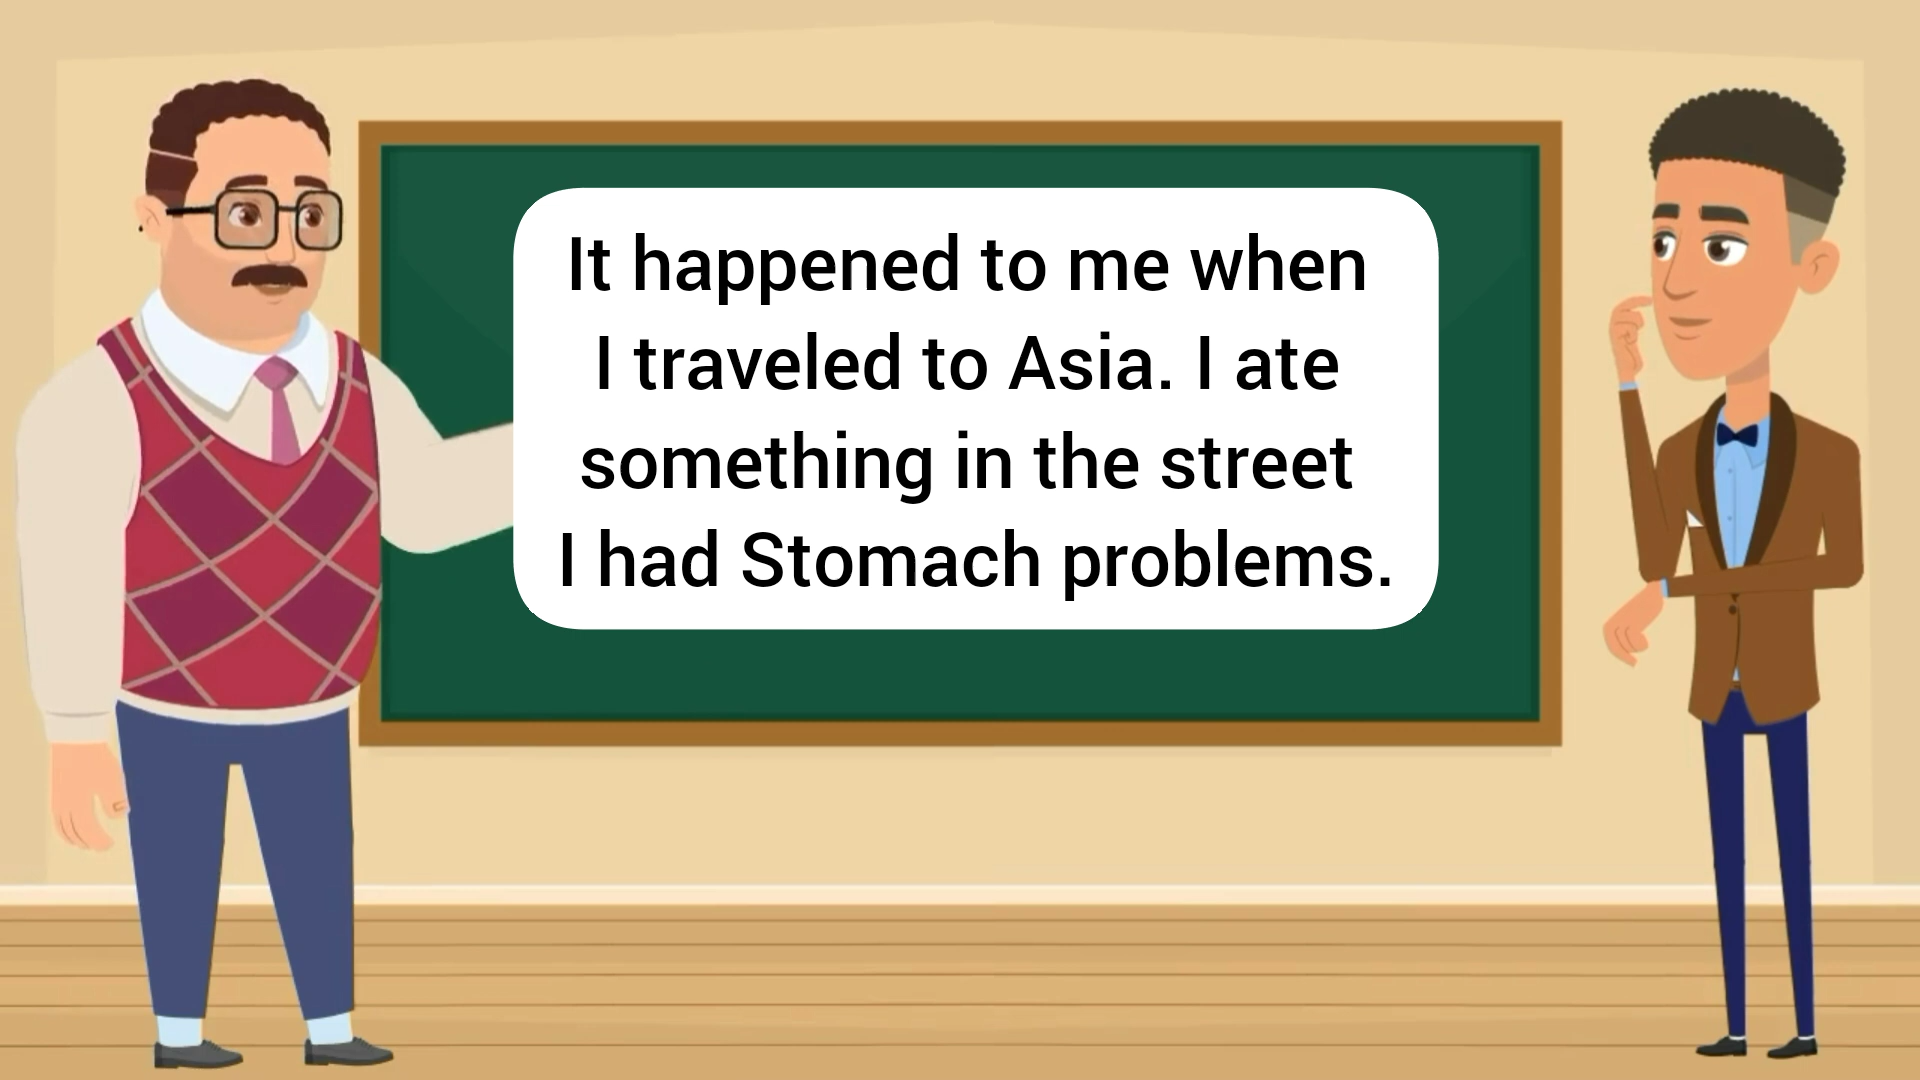 It happened to me when
I traveled to Asia. I ate
something in the street
I had Stomach problems.